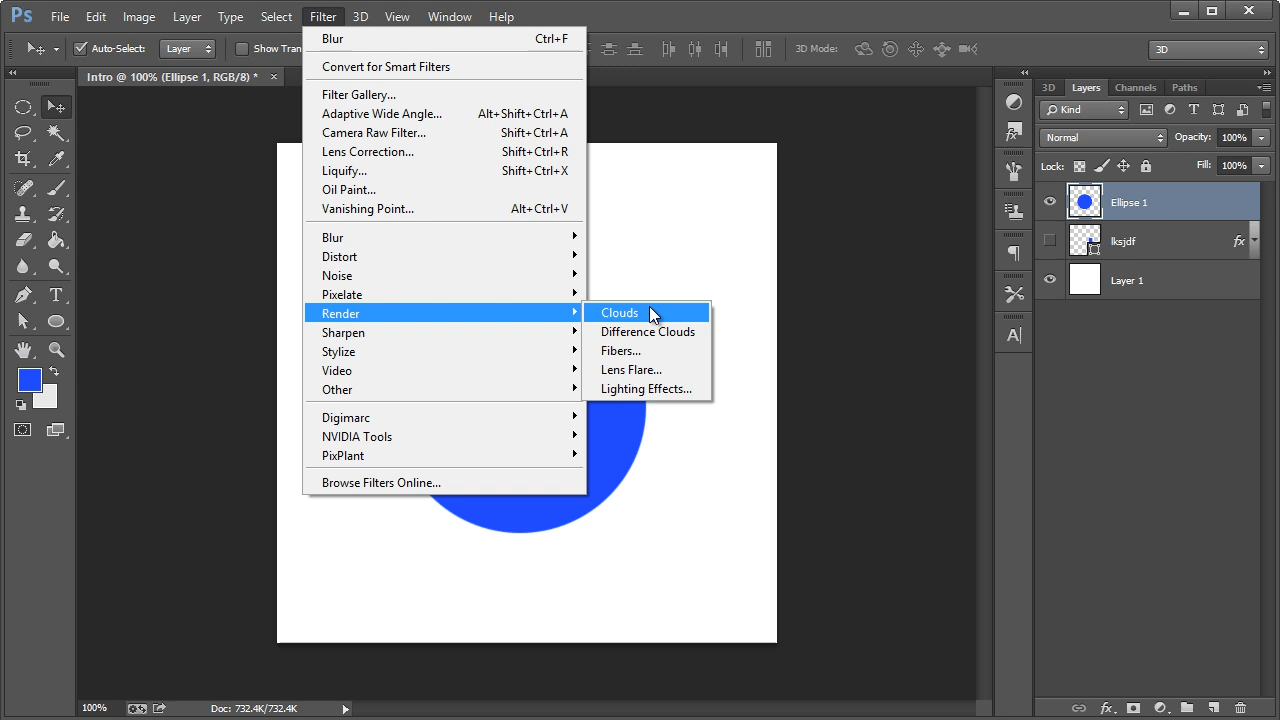 Ps File Edit Image Layer Type Select Filter 3D View Window Help
Auto-Select: Layer Show Tran 3D Mode: 3D
Intro @ 100% (Ellipse 1, RGB/8) * ×
Blur Ctrl+F
Convert for Smart Filters
Filter Gallery...
Adaptive Wide Angle... Alt+Shift+Ctrl+A
Camera Raw Filter... Shift+Ctrl+A
Lens Correction... Shift+Ctrl+R
Liquify... Shift+Ctrl+X
Oil Paint...
Vanishing Point... Alt+Ctrl+V
Blur
Distort
Noise
Pixelate
Render
Sharpen
Stylize
Video
Other
Digimarc
NVIDIA Tools
PixPlant
Browse Filters Online...
Clouds
Difference Clouds
Fibers...
Lens Flare...
Lighting Effects...
3D Layers Channels Paths
Kind
Normal Opacity: 100%
Lock: Fill: 100%
Ellipse 1
lksjdf fx
Layer 1
A|
100% Doc: 732.4K/732.4K
fx